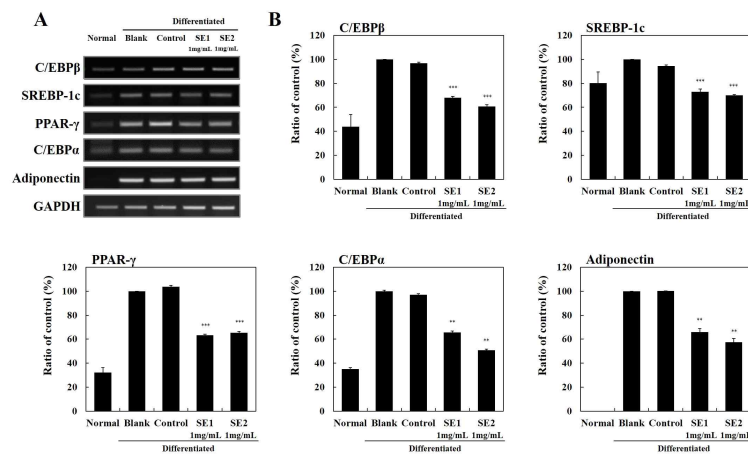 A
Differentiated
Normal Blank Control SE1 SE2
1mg/mL 1mg/mL
C/EBPβ
SREBP-1c
PPAR-γ
C/EBPα
Adiponectin
GAPDH
B
C/EBPβ
Ratio of control (%)
120
100
80
60
40
20
0
*** ***
Normal Blank Control SE1 SE2
1mg/mL 1mg/mL
Differentiated
SREBP-1c
Ratio of control (%)
120
100
80
60
40
20
0
*** ***
Normal Blank Control SE1 SE2
1mg/mL 1mg/mL
Differentiated
PPAR-γ
Ratio of control (%)
120
100
80
60
40
20
0
*** ***
Normal Blank Control SE1 SE2
1mg/mL 1mg/mL
Differentiated
C/EBPα
Ratio of control (%)
120
100
80
60
40
20
0
** **
Normal Blank Control SE1 SE2
1mg/mL 1mg/mL
Differentiated
Adiponectin
Ratio of control (%)
120
100
80
60
40
20
0
** **
Normal Blank Control SE1 SE2
1mg/mL 1mg/mL
Differentiated